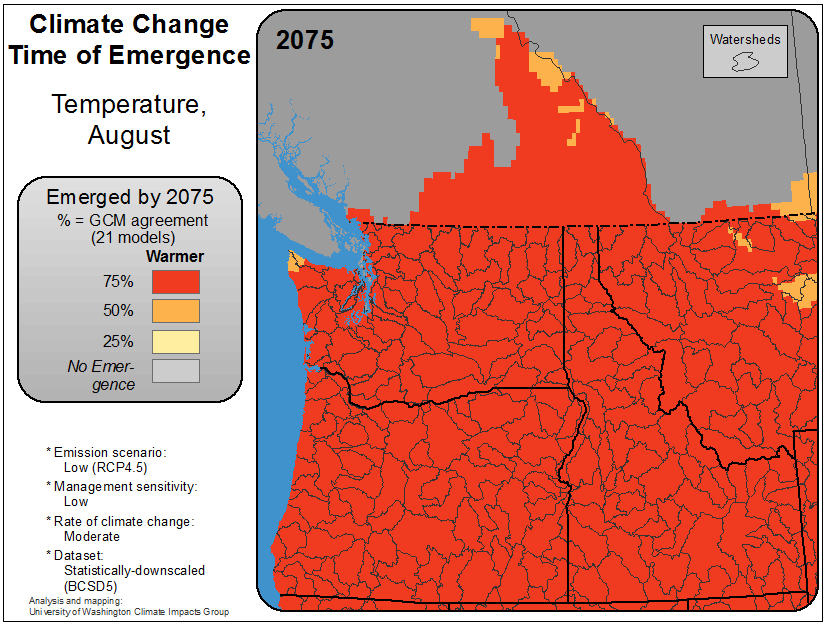 Climate Change
Time of Emergence
Temperature,
August
Emerged by 2075
% = GCM agreement
(21 models)
Warmer
75%
50%
25%
No Emer-
gence
* Emission scenario:
Low (RCP4.5)
* Management sensitivity:
Low
* Rate of climate change:
Moderate
* Dataset:
Statistically-downscaled
(BCSD5)
Analysis and mapping:
University of Washington Climate Impacts Group
2075
Watersheds